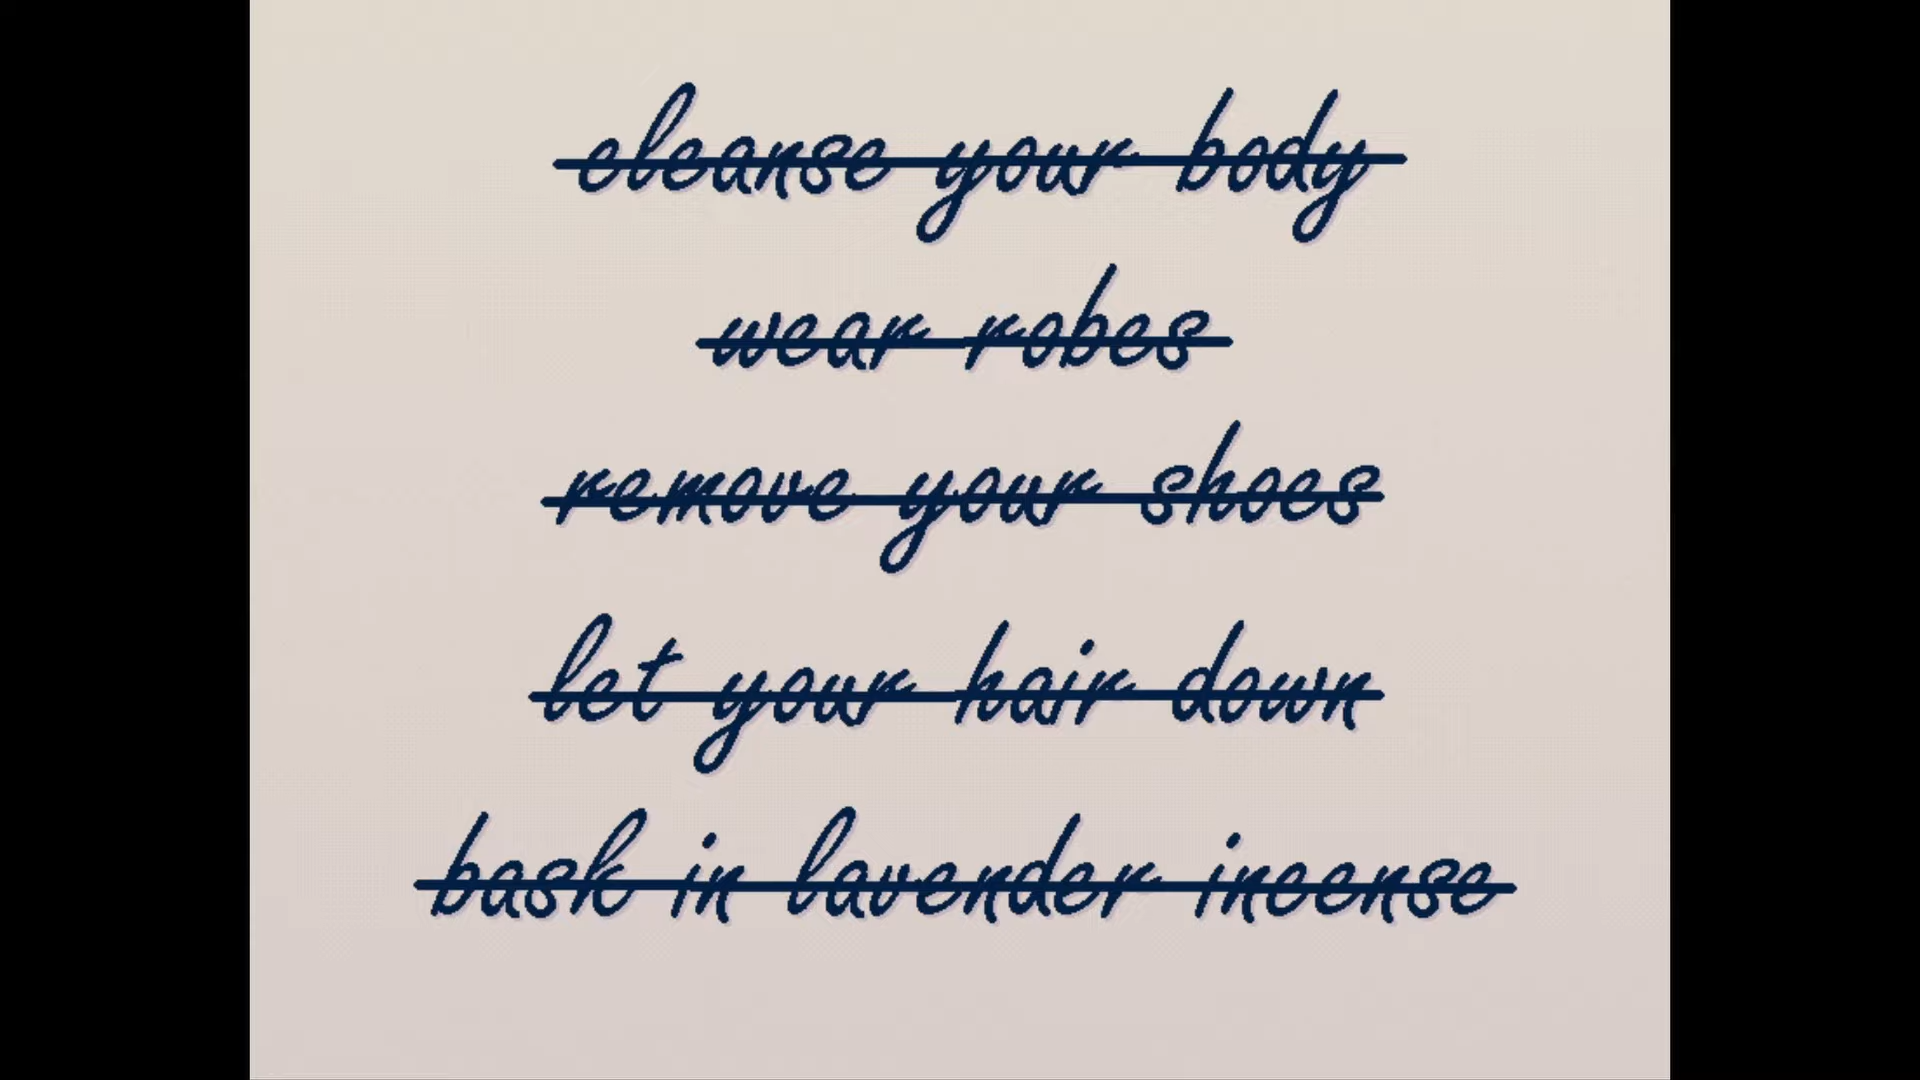 cleanse your body
wear robes
remove your shoes
let your hair down
bask in lavender incense